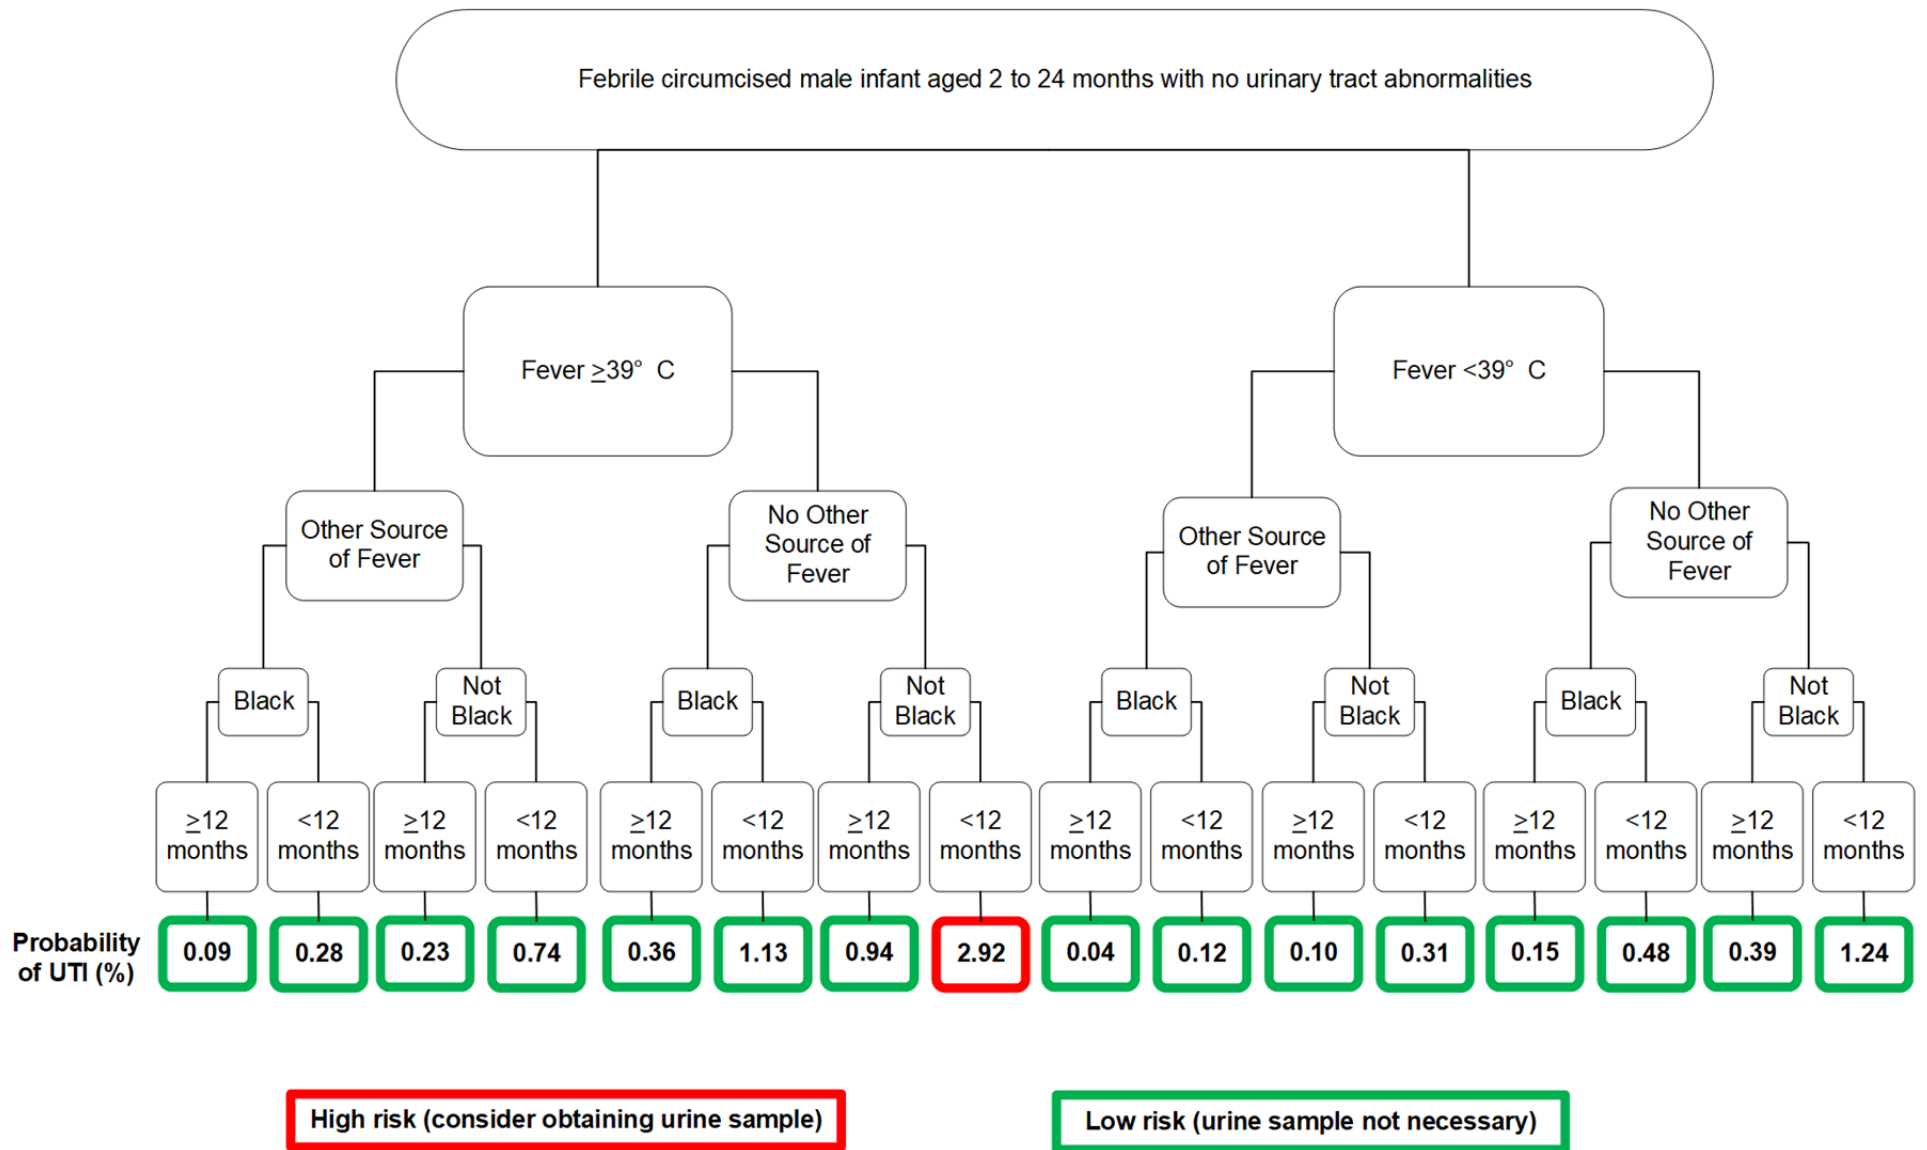 Febrile circumcised male infant aged 2 to 24 months with no urinary tract abnormalities
Fever ≥39° C
Fever <39° C
Other Source
of Fever
No Other
Source of
Fever
Other Source
of Fever
No Other
Source of
Fever
Black
Not
Black
Black
Not
Black
Black
Not
Black
Black
Not
Black
≥12
months
<12
months
≥12
months
<12
months
≥12
months
<12
months
≥12
months
<12
months
≥12
months
<12
months
≥12
months
<12
months
≥12
months
<12
months
≥12
months
<12
months
Probability
of UTI (%)
0.09
0.28
0.23
0.74
0.36
1.13
0.94
2.92
0.04
0.12
0.10
0.31
0.15
0.48
0.39
1.24
High risk (consider obtaining urine sample)
Low risk (urine sample not necessary)